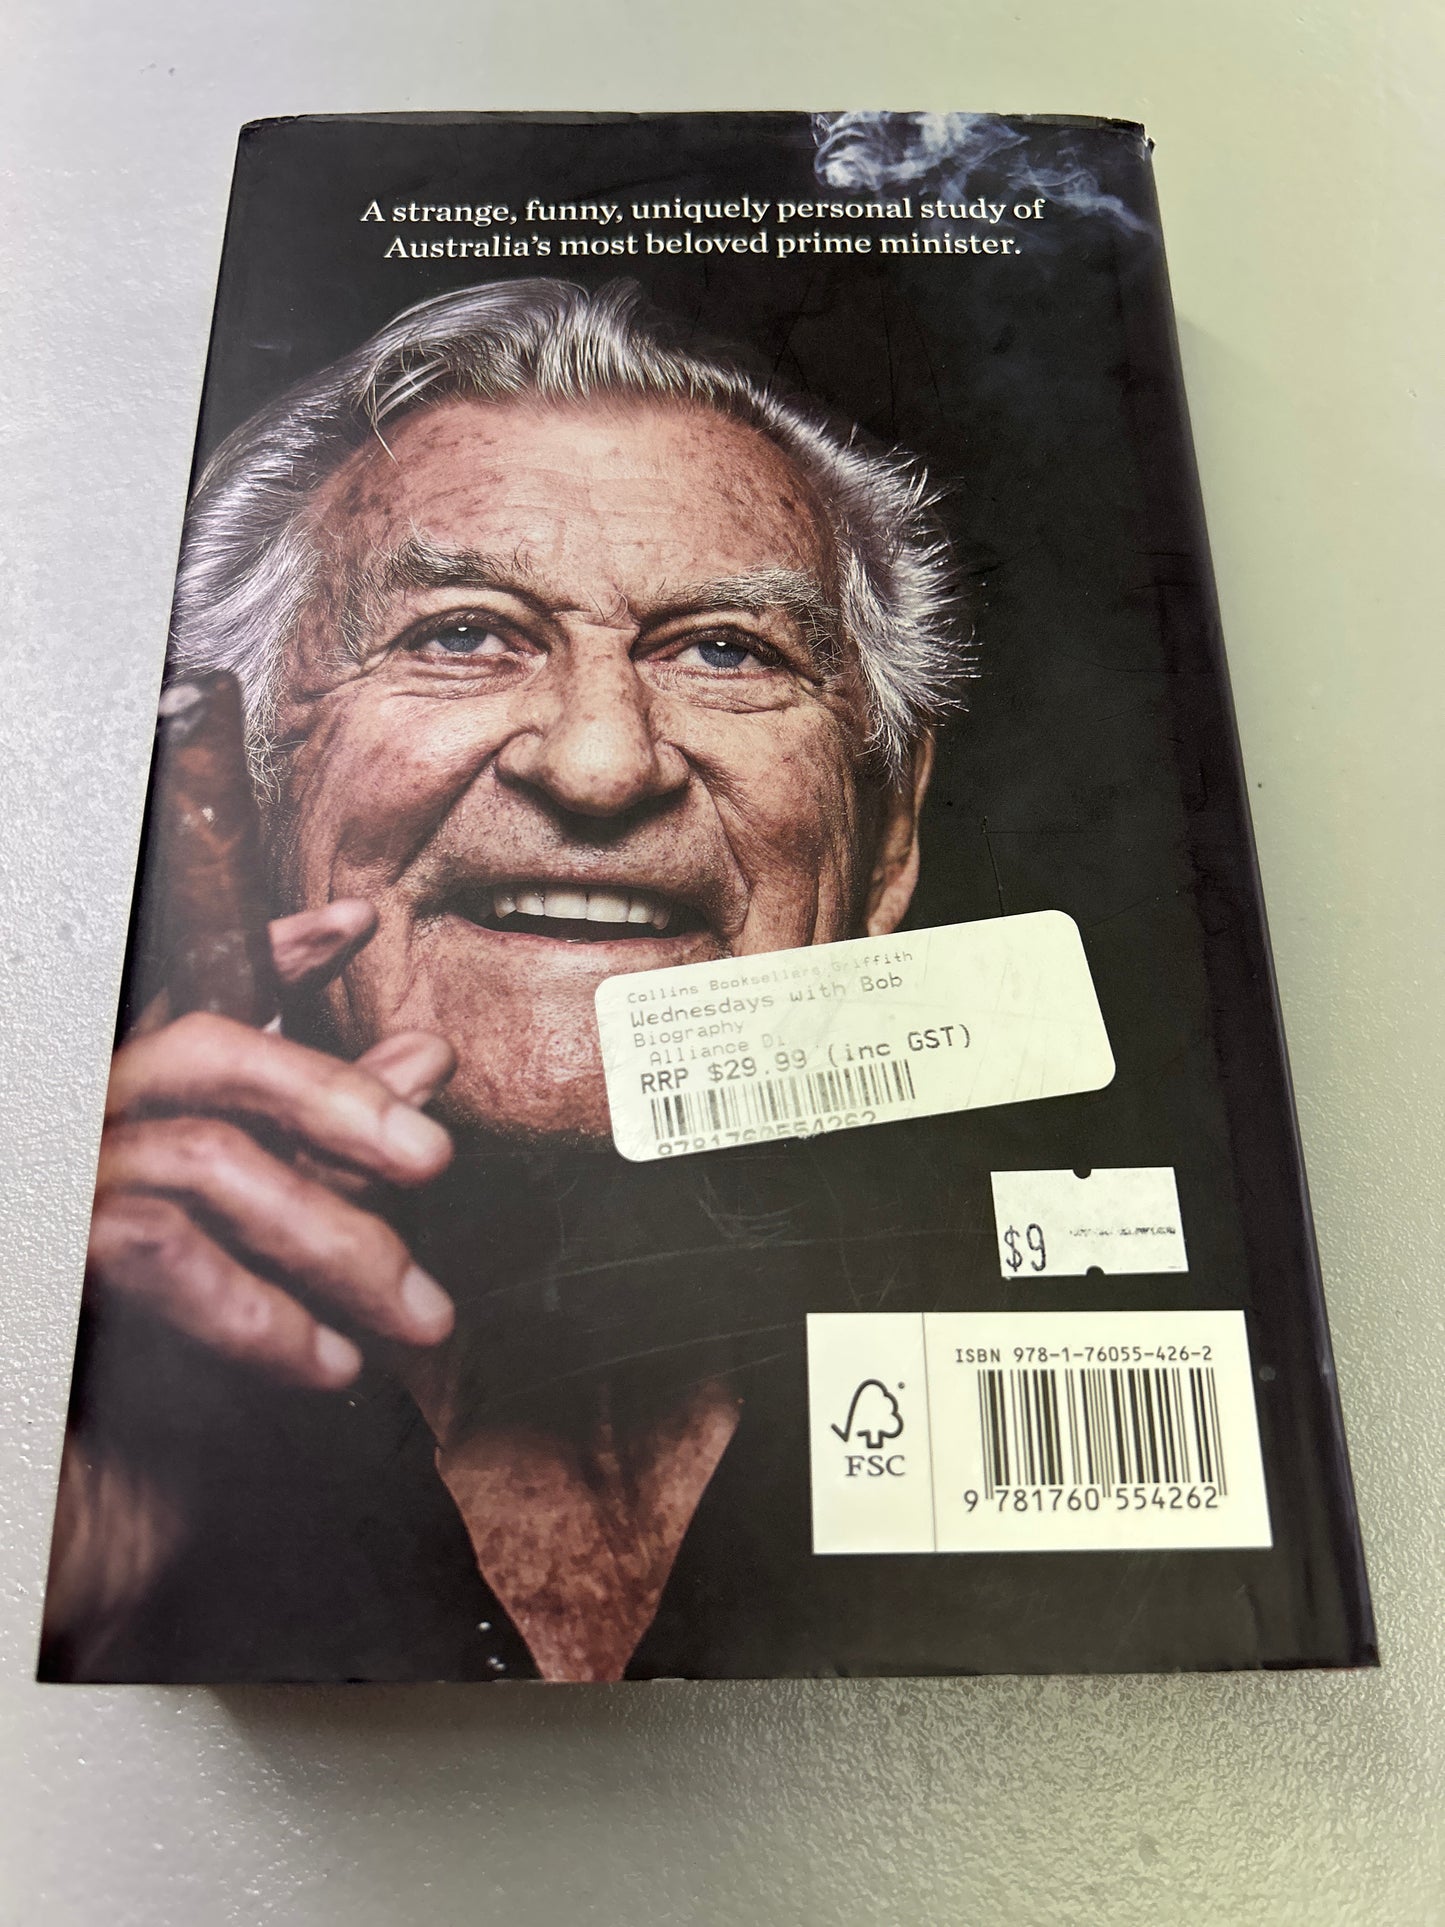 A strange, funny, uniquely personal study of
Australia's most beloved prime minister.
Collins Booksellers Griffith
Wednesdays with Bob
Biography
Alliance Di
RRP $29.99 (inc GST)
9781760554262
$9
ISBN 978-1-76055-426-2
FSC
9 781760 554262